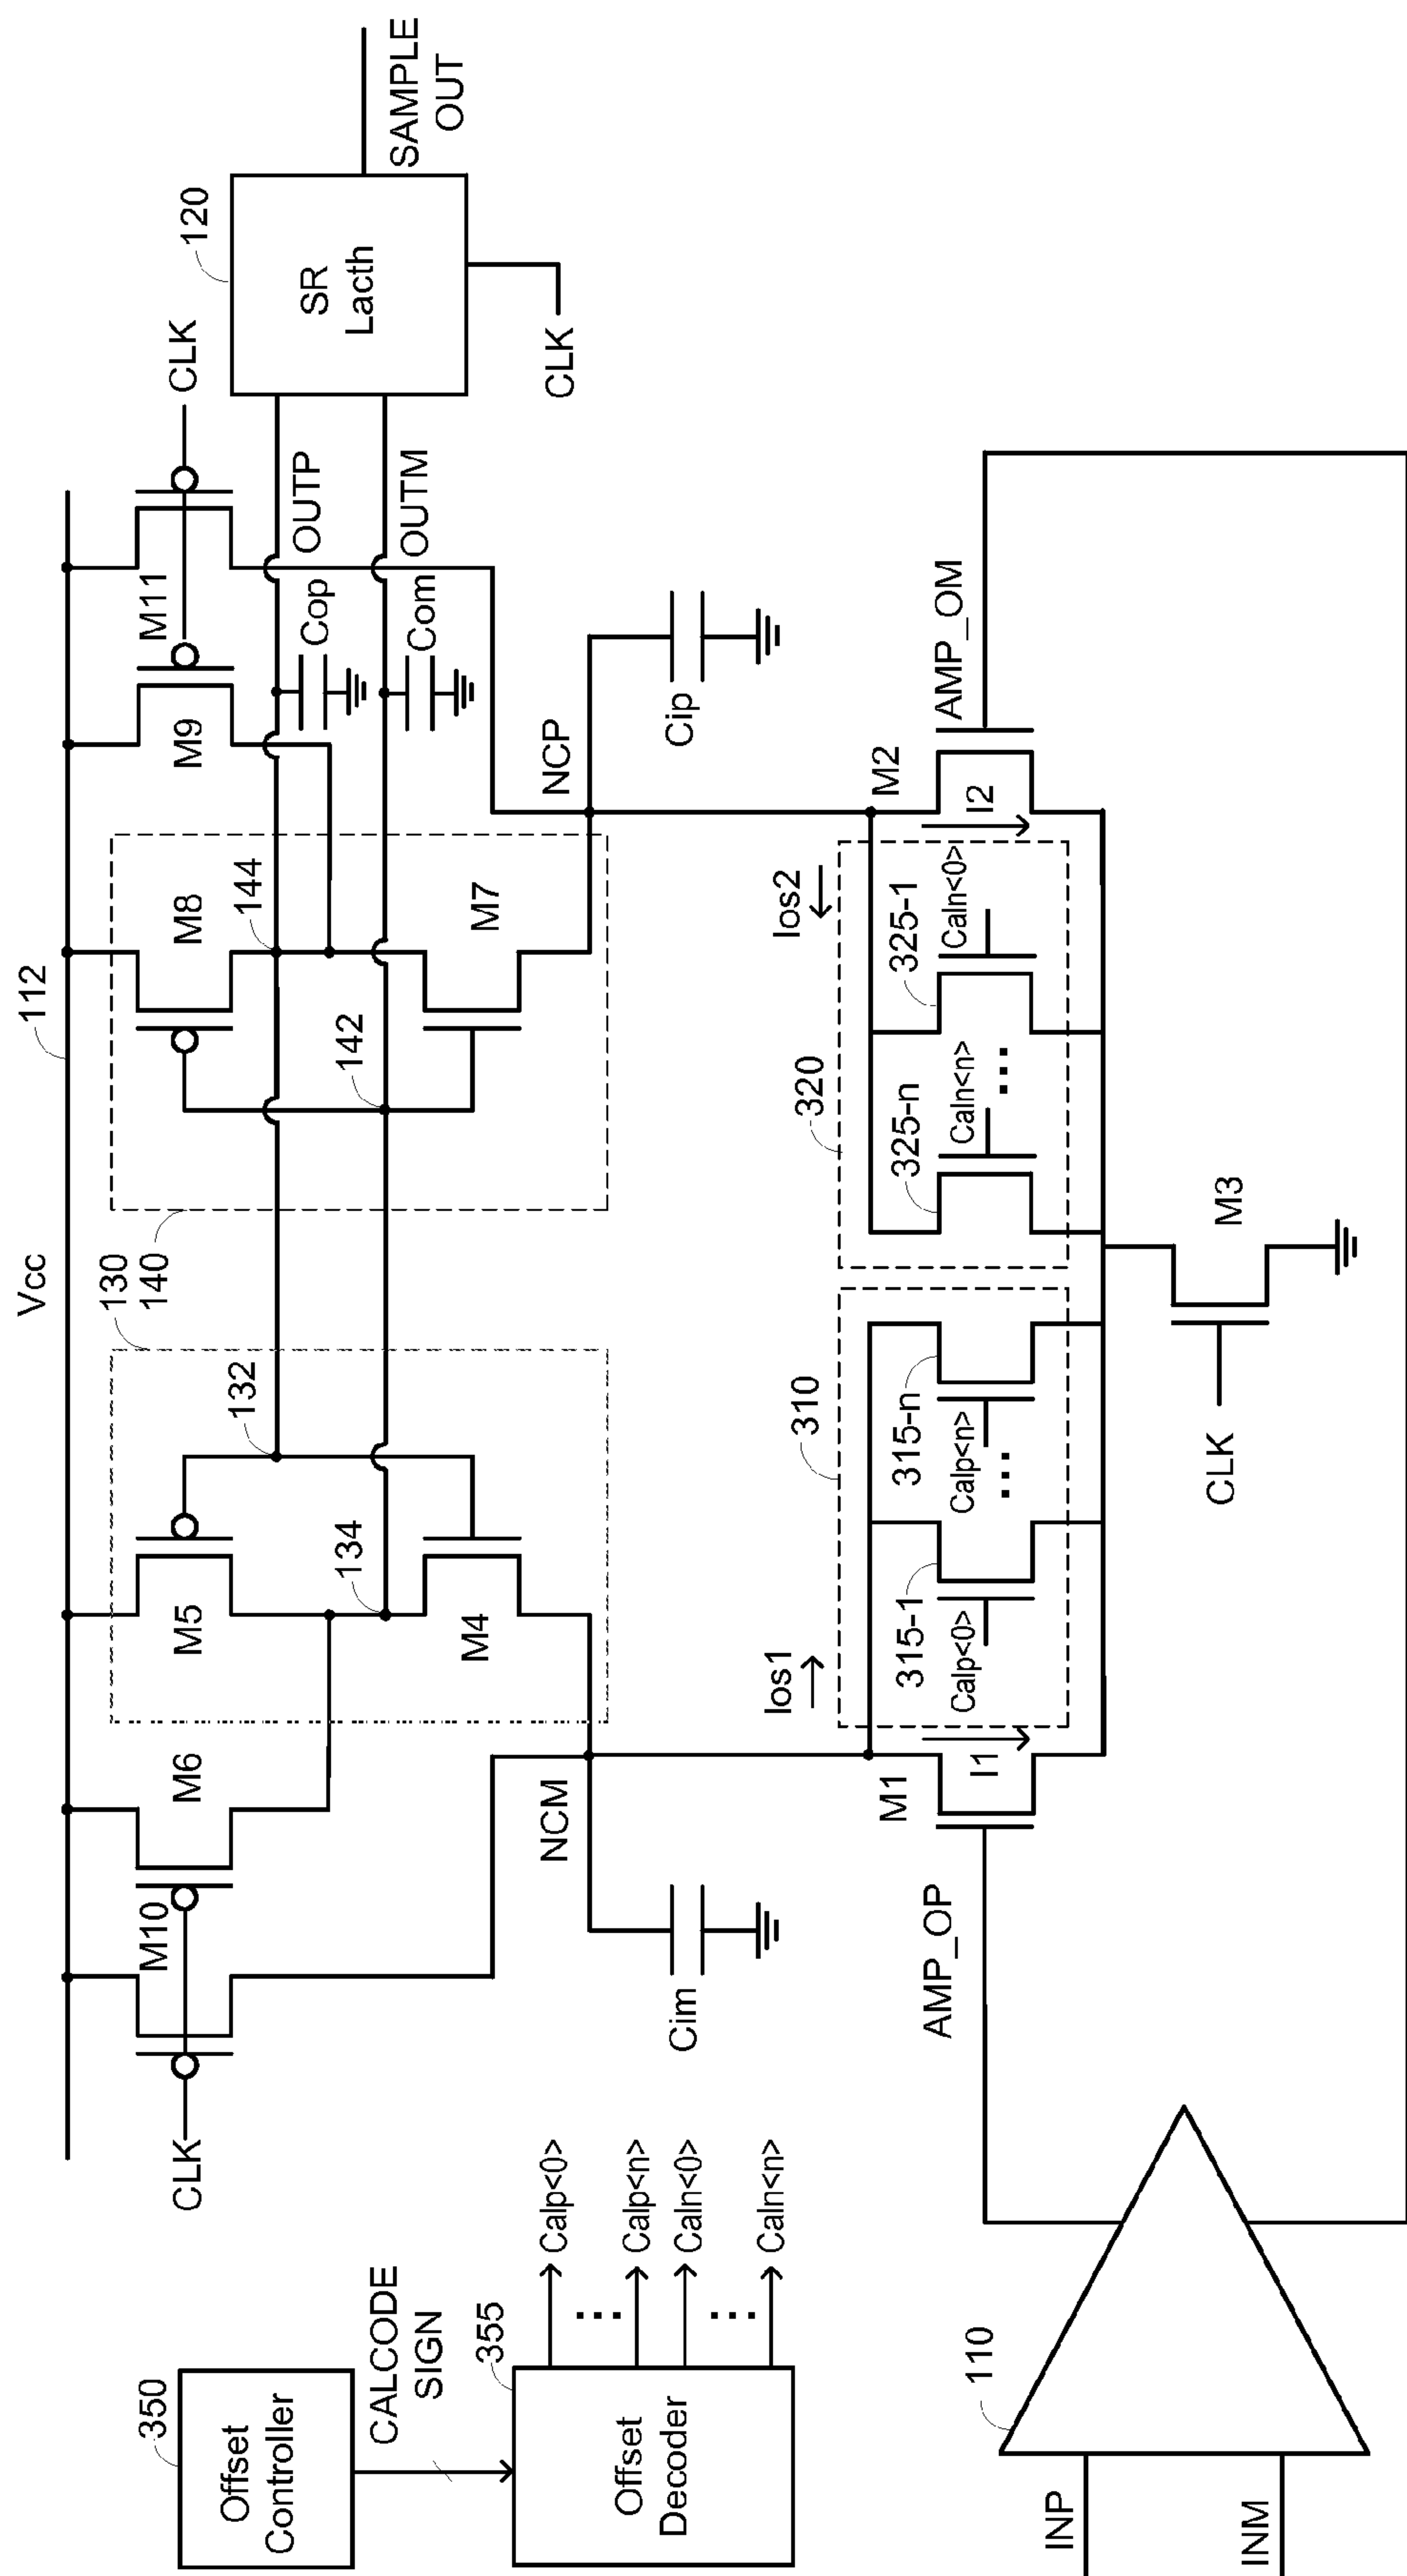 Vcc
112
CLK
M10
M6
M5
132
130
140
M8
144
M9
M11
CLK
120
SR
Lacth
SAMPLE
OUT
OUTP
OUTM
CLK
Cop
Com
134
M4
142
M7
NCM
NCP
Cim
Cip
350
Offset
Controller
CALCODE
SIGN
355
Offset
Decoder
Calp<0>
...
Calp<n>
Caln<0>
...
Caln<n>
Ios1
310
320
Ios2
M1
I1
315-1
Calp<0>
315-n
Calp<n>
...
325-n
Caln<n>
...
325-1
Caln<0>
M2
I2
AMP_OP
AMP_OM
CLK
M3
110
INP
INM